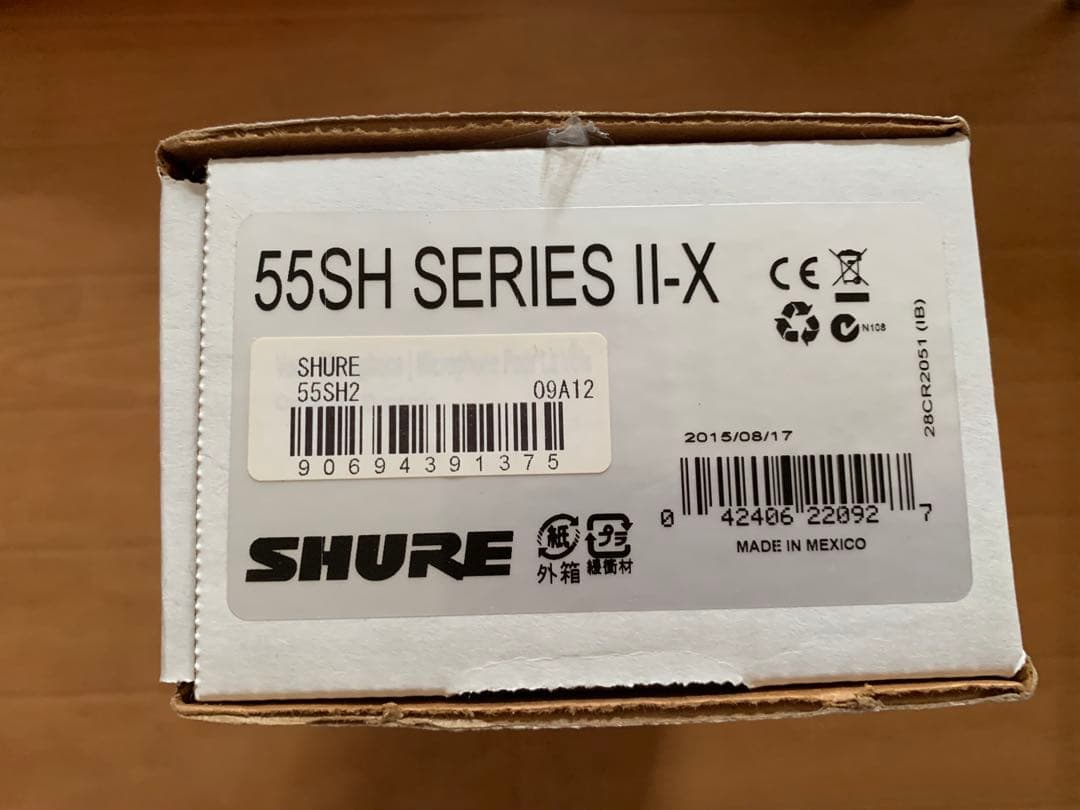 55SH SERIES II-X
CE
N108
28CR2051 (IB)
SHURE
55SH2 09A12
90694391375
2015/08/17
0 42406 22092 7
MADE IN MEXICO
SHURE
紙 プラ
外箱 緩衝材